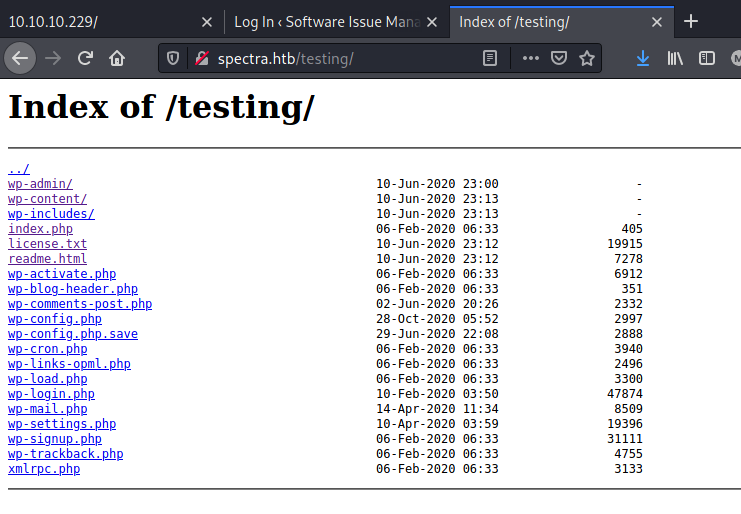 10.10.10.229/
Log In ‹ Software Issue Mana
Index of /testing/
spectra.htb/testing/
Index of /testing/
../
wp-admin/ 10-Jun-2020 23:00 -
wp-content/ 10-Jun-2020 23:13 -
wp-includes/ 10-Jun-2020 23:13 -
index.php 06-Feb-2020 06:33 405
license.txt 10-Jun-2020 23:12 19915
readme.html 10-Jun-2020 23:12 7278
wp-activate.php 06-Feb-2020 06:33 6912
wp-blog-header.php 06-Feb-2020 06:33 351
wp-comments-post.php 02-Jun-2020 20:26 2332
wp-config.php 28-Oct-2020 05:52 2997
wp-config.php.save 29-Jun-2020 22:08 2888
wp-cron.php 06-Feb-2020 06:33 3940
wp-links-opml.php 06-Feb-2020 06:33 2496
wp-load.php 06-Feb-2020 06:33 3300
wp-login.php 10-Feb-2020 03:50 47874
wp-mail.php 14-Apr-2020 11:34 8509
wp-settings.php 10-Apr-2020 03:59 19396
wp-signup.php 06-Feb-2020 06:33 31111
wp-trackback.php 06-Feb-2020 06:33 4755
xmlrpc.php 06-Feb-2020 06:33 3133